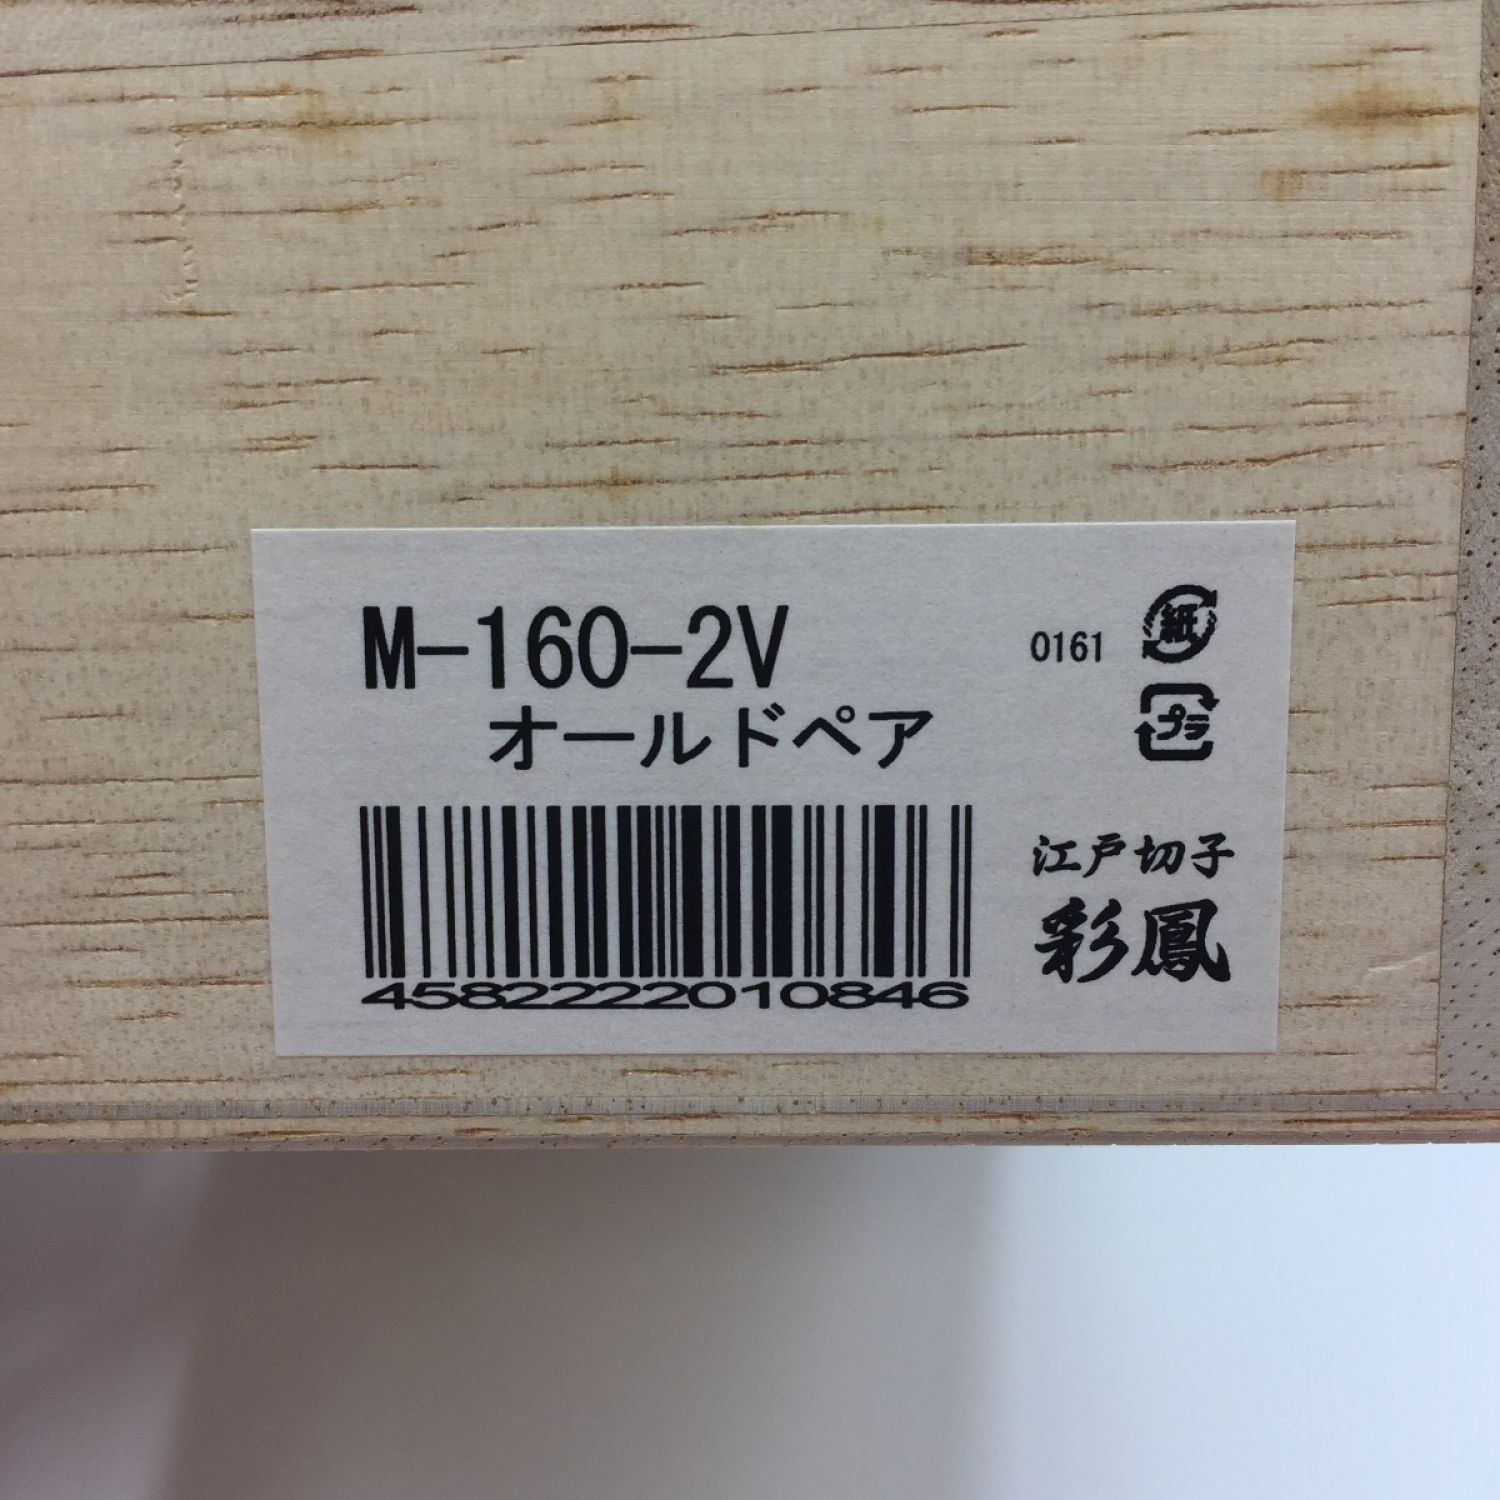 M-160-2V
オールドペア
0161
紙
プラ
4582222010846
江戸切子
彩鳳